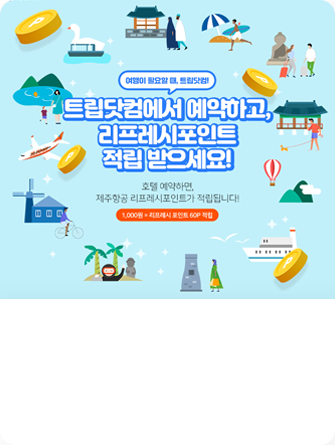 여행이 필요할 때, 트립닷컴!
트립닷컴에서 예약하고,
리프레시포인트
적립 받으세요!
호텔 예약하면,
제주항공 리프레시포인트가 적립됩니다!
1,000원 = 리프레시 포인트 60P 적립